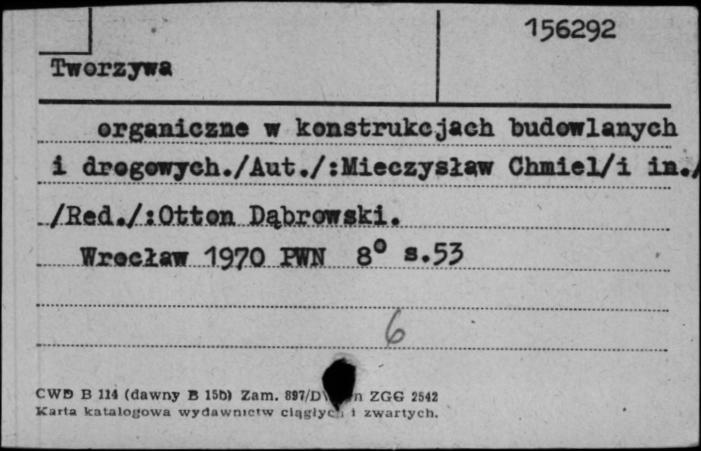 156292
Tworzywa
organiczne w konstrukcjach budowlanych
i drogowych./Aut./:Mieczysław Chmiel/i in./
/Red./:Otton Dąbrowski.
Wrocław 1970 PWN 8° s.53
6
CWD B 114 (dawny B 15b) Zam. 897/D ZGG 2542
Karta katalogowa wydawnictw ciągłych i zwartych.